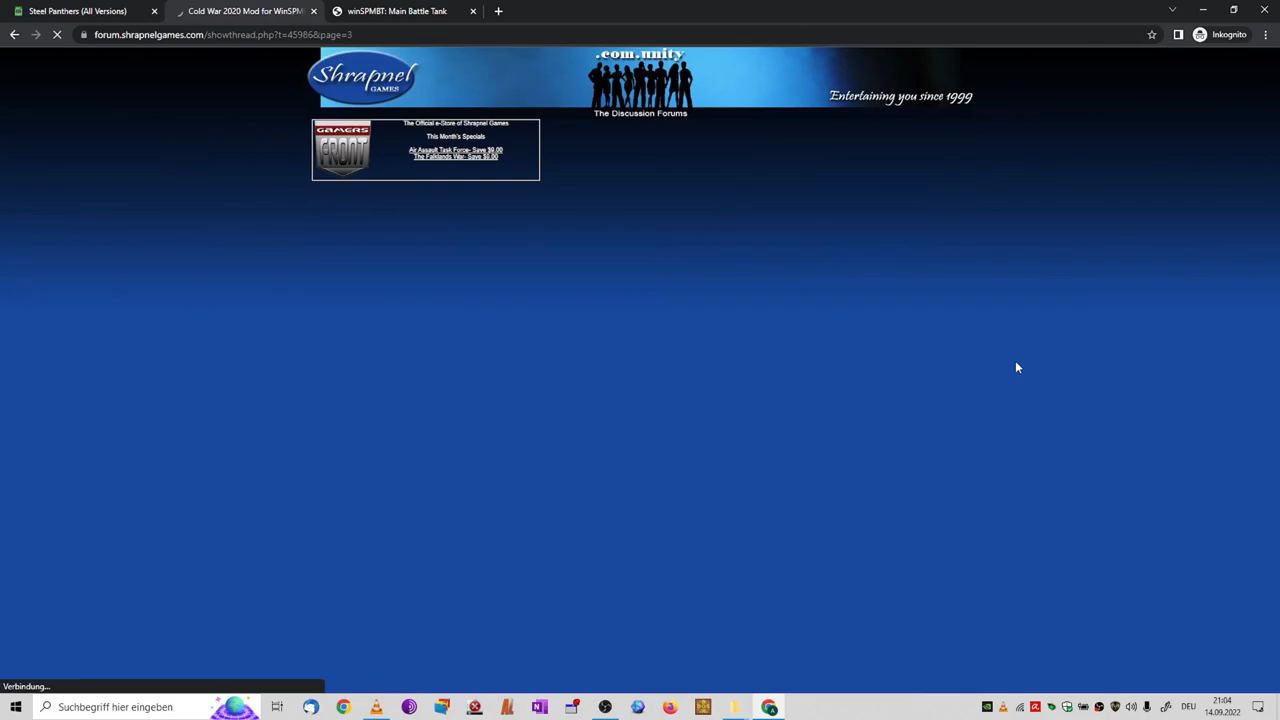 Steel Panthers (All Versions)
Cold War 2020 Mod for WinSPM
winSPMBT: Main Battle Tank
forum.shrapnelgames.com/showthread.php?t=45986&page=3
Inkognito
Shrapnel
GAMES
.com.unity
The Discussion Forums
Entertaining you since 1999
GAMERS
FRONT
The Official e-Store of Shrapnel Games
This Month's Specials
Air Assault Task Force- Save $9.00
The Falklands War- Save $9.00
Verbindung...
Suchbegriff hier eingeben
DEU
21:04
14.09.2022